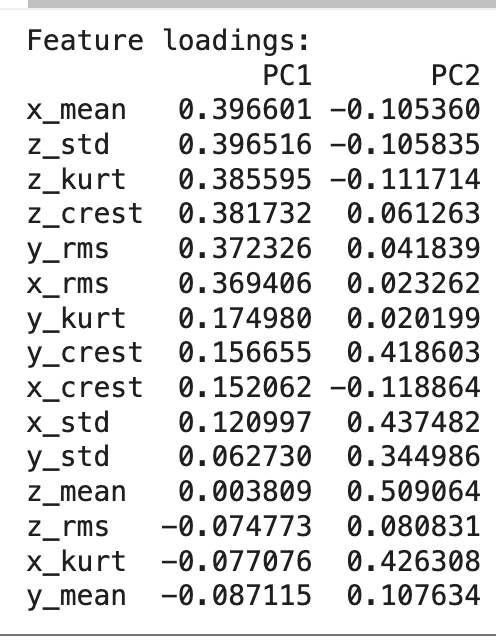 Feature loadings:
PC1 PC2
x_mean 0.396601 -0.105360
z_std 0.396516 -0.105835
z_kurt 0.385595 -0.111714
z_crest 0.381732 0.061263
y_rms 0.372326 0.041839
x_rms 0.369406 0.023262
y_kurt 0.174980 0.020199
y_crest 0.156655 0.418603
x_crest 0.152062 -0.118864
x_std 0.120997 0.437482
y_std 0.062730 0.344986
z_mean 0.003809 0.509064
z_rms -0.074773 0.080831
x_kurt -0.077076 0.426308
y_mean -0.087115 0.107634